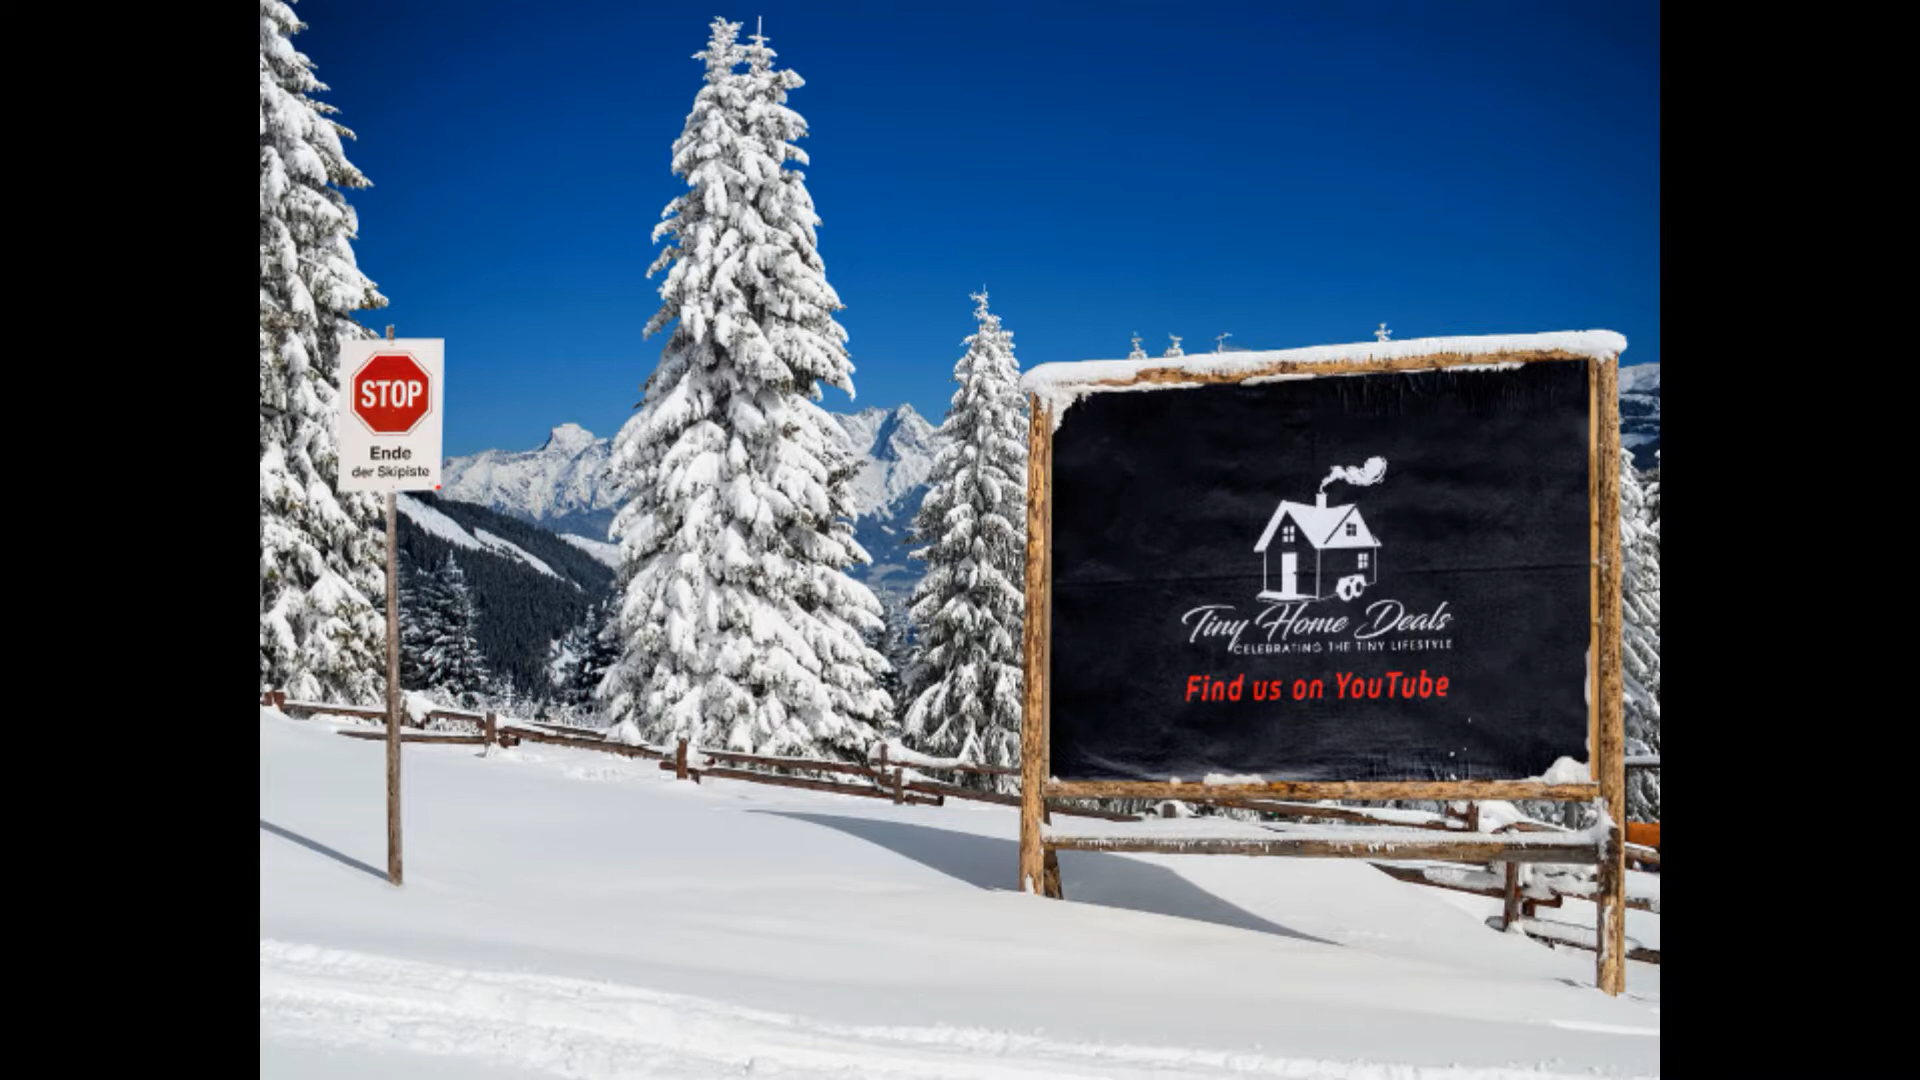 STOP
Ende
der Skipiste
Tiny Home Deals
CELEBRATING THE TINY LIFESTYLE
Find us on YouTube